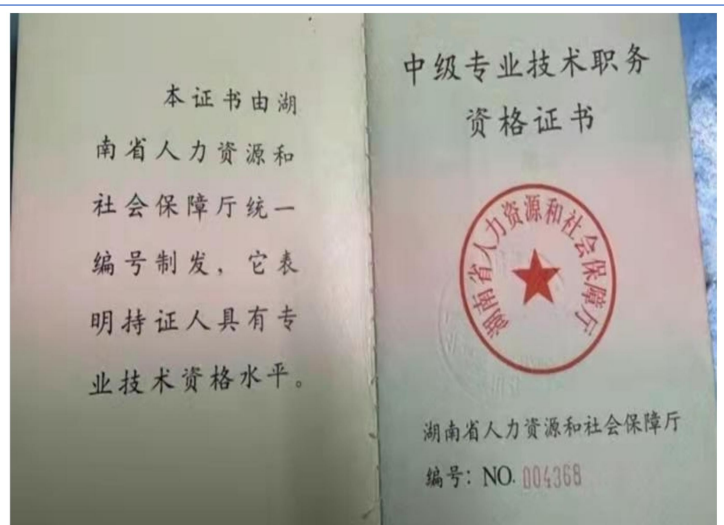 本证书由湖
南省人力资源和
社会保障厅统一
编号制发，它表
明持证人具有专
业技术资格水平。
中级专业技术职务
资格证书
湖南省人力资源和社会保障厅
湖南省人力资源和社会保障厅
编号：NO. 004368